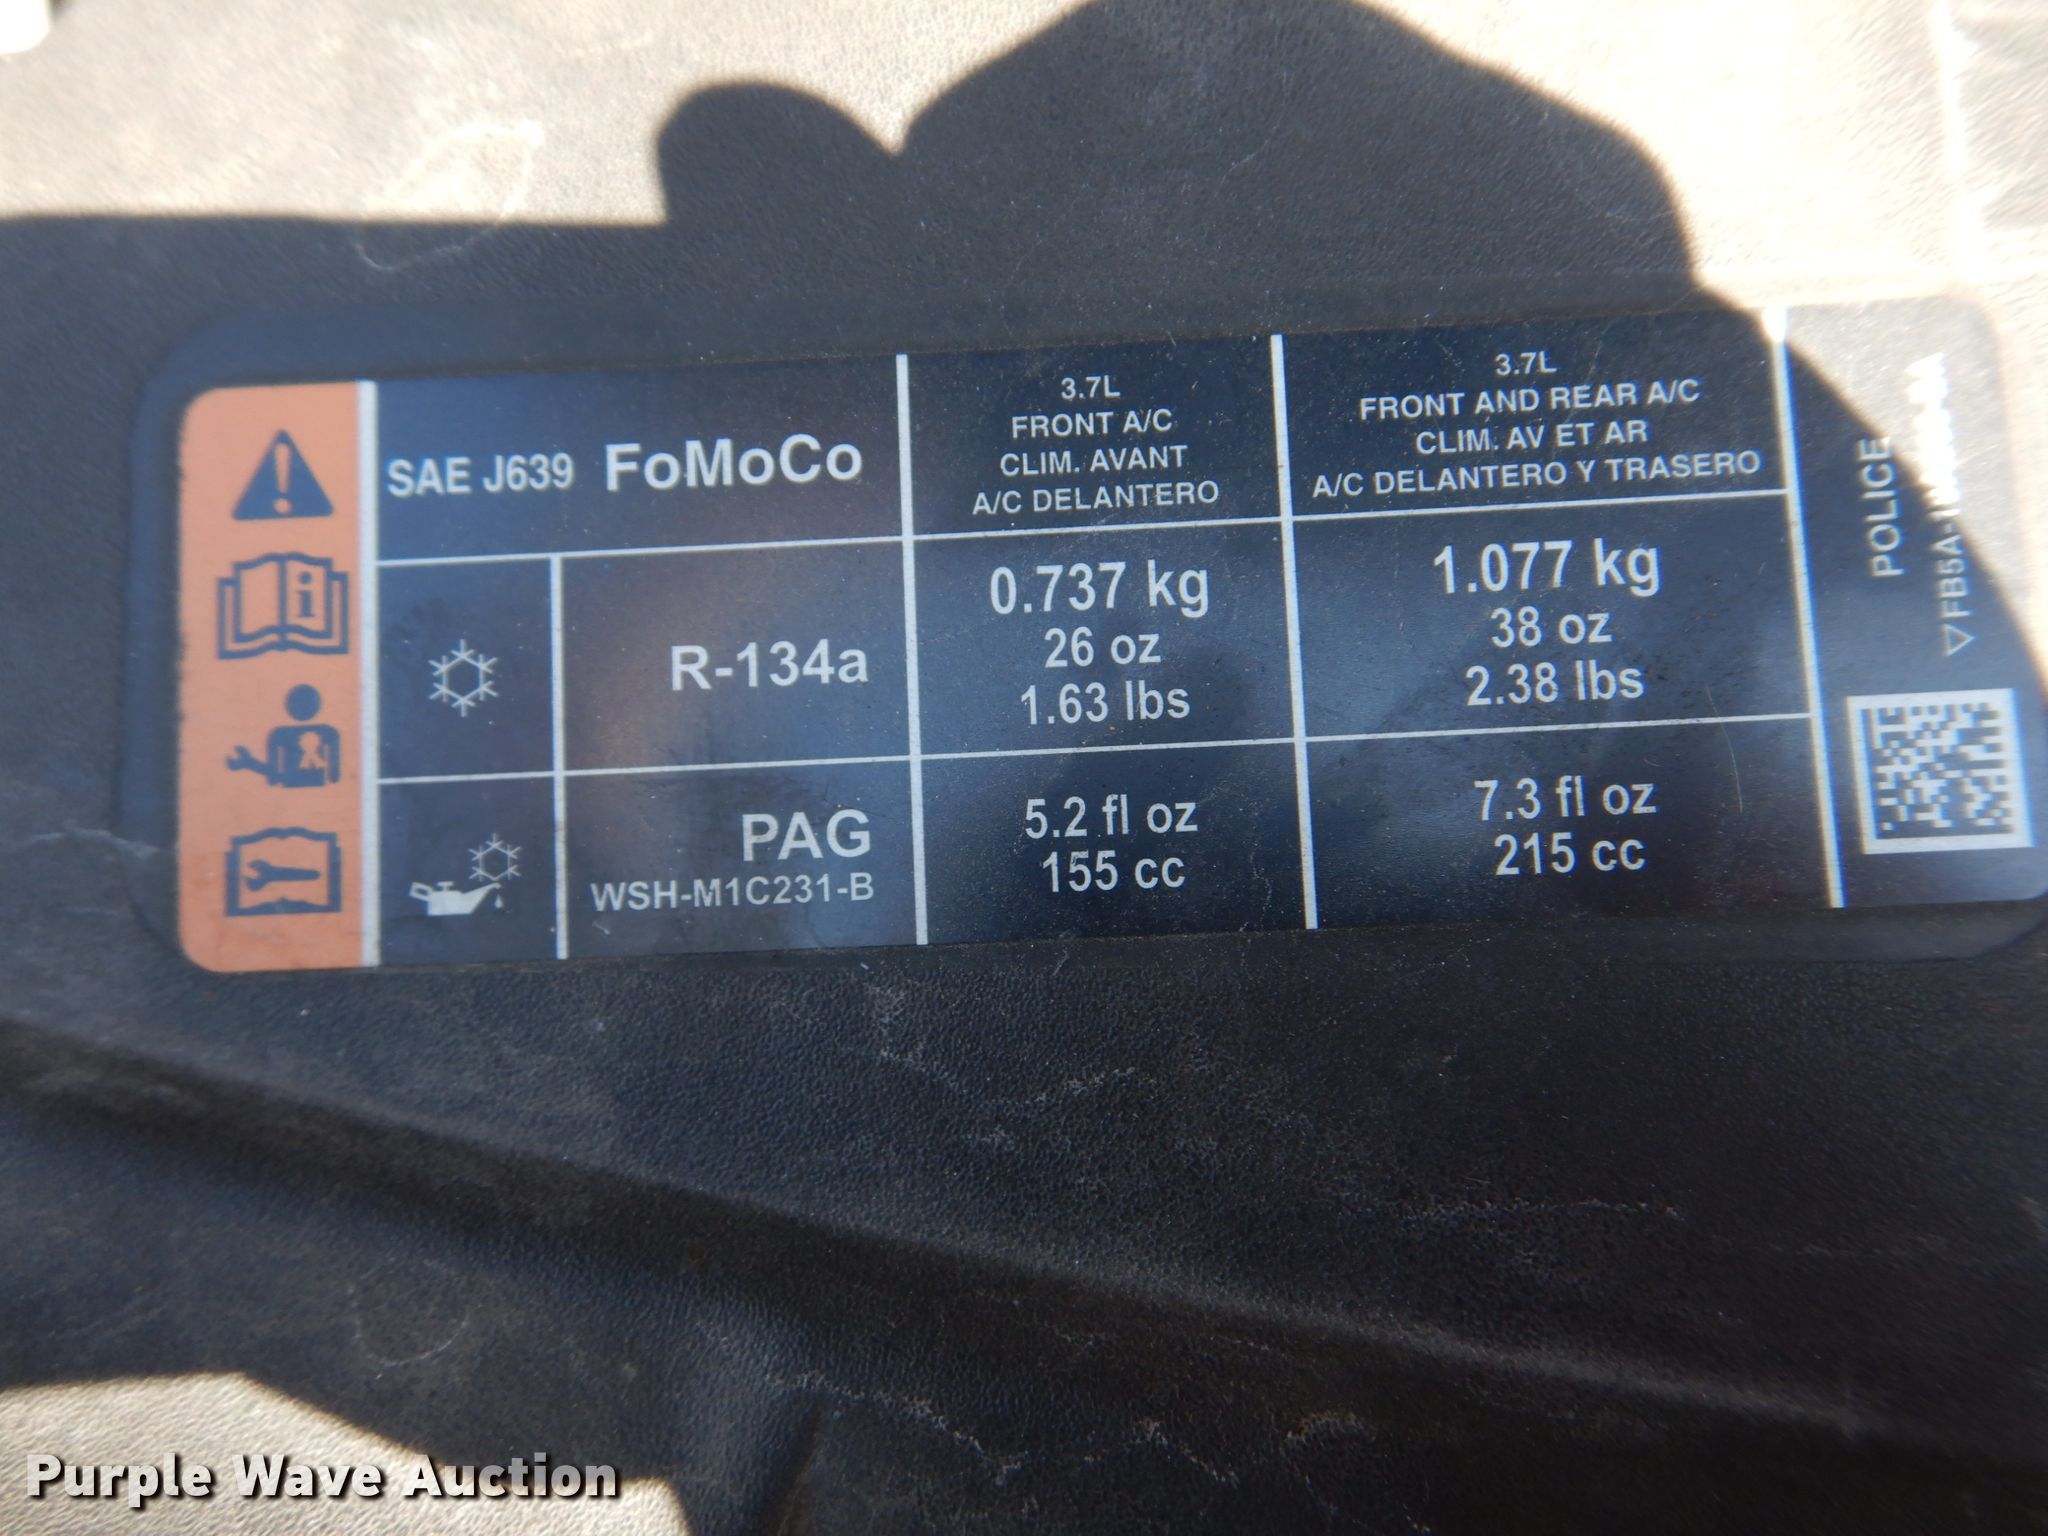 SAE J639 FoMoCo
3.7L
FRONT A/C
CLIM. AVANT
A/C DELANTERO
3.7L
FRONT AND REAR A/C
CLIM. AV ET AR
A/C DELANTERO Y TRASERO
R-134a
0.737 kg
26 oz
1.63 lbs
1.077 kg
38 oz
2.38 lbs
PAG
WSH-M1C231-B
5.2 fl oz
155 cc
7.3 fl oz
215 cc
POLICE
Purple Wave Auction